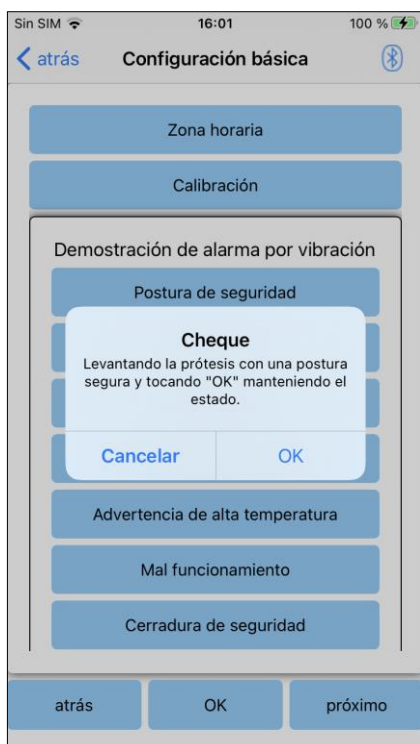 Sin SIM 16:01 100 %
atrás Configuración básica
Zona horaria
Calibración
Demostración de alarma por vibración
Postura de seguridad
Cheque
Levantando la prótesis con una postura
segura y tocando "OK" manteniendo el
estado.
Cancelar OK
Advertencia de alta temperatura
Mal funcionamiento
Cerradura de seguridad
atrás OK próximo